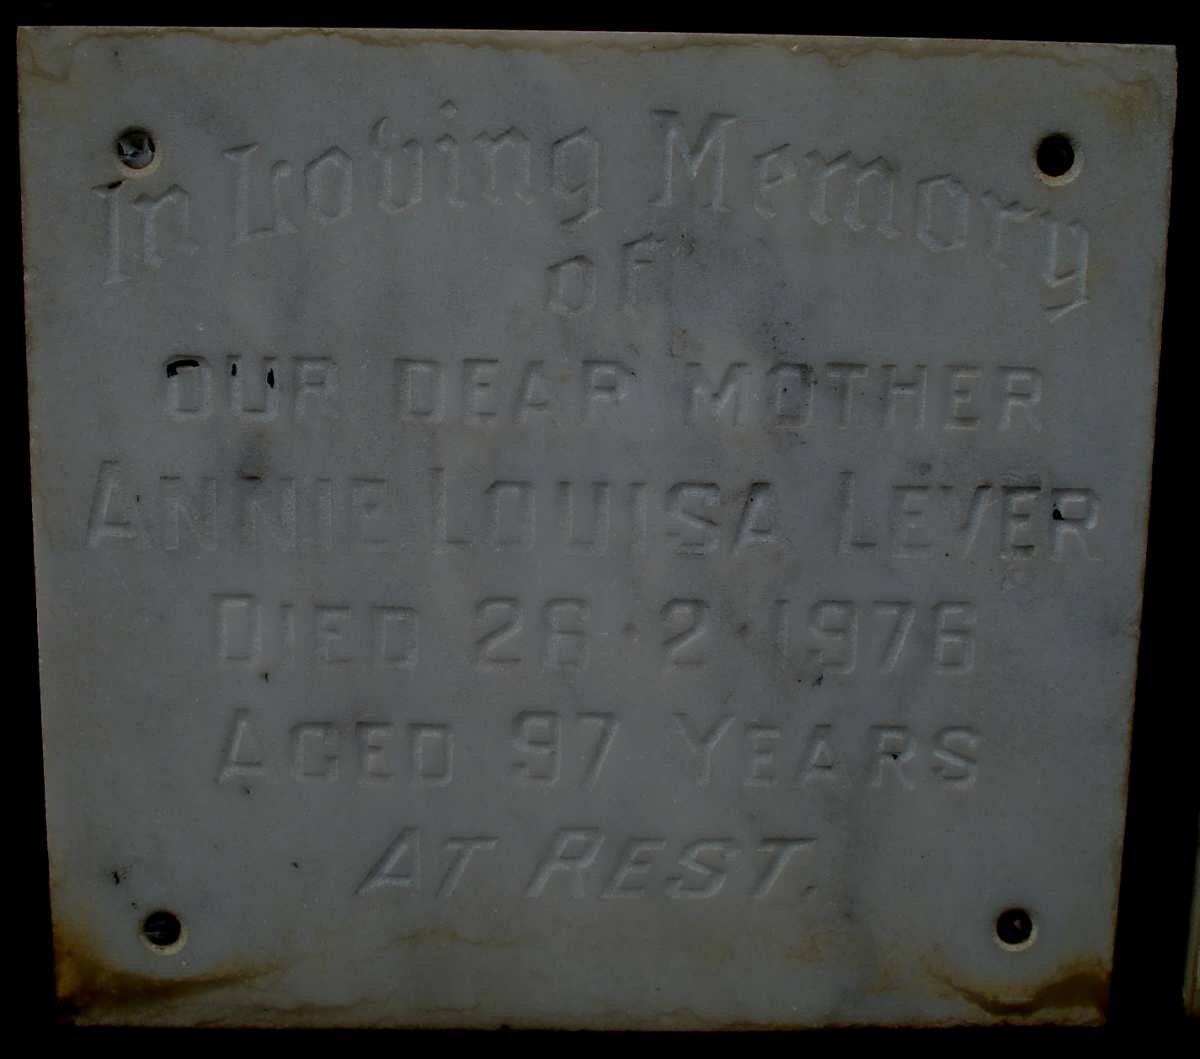 In Loving Memory
of
OUR DEAR MOTHER
ANNIE LOUISA LEVER
DIED 26·2·1976
AGED 97 YEARS
AT REST.